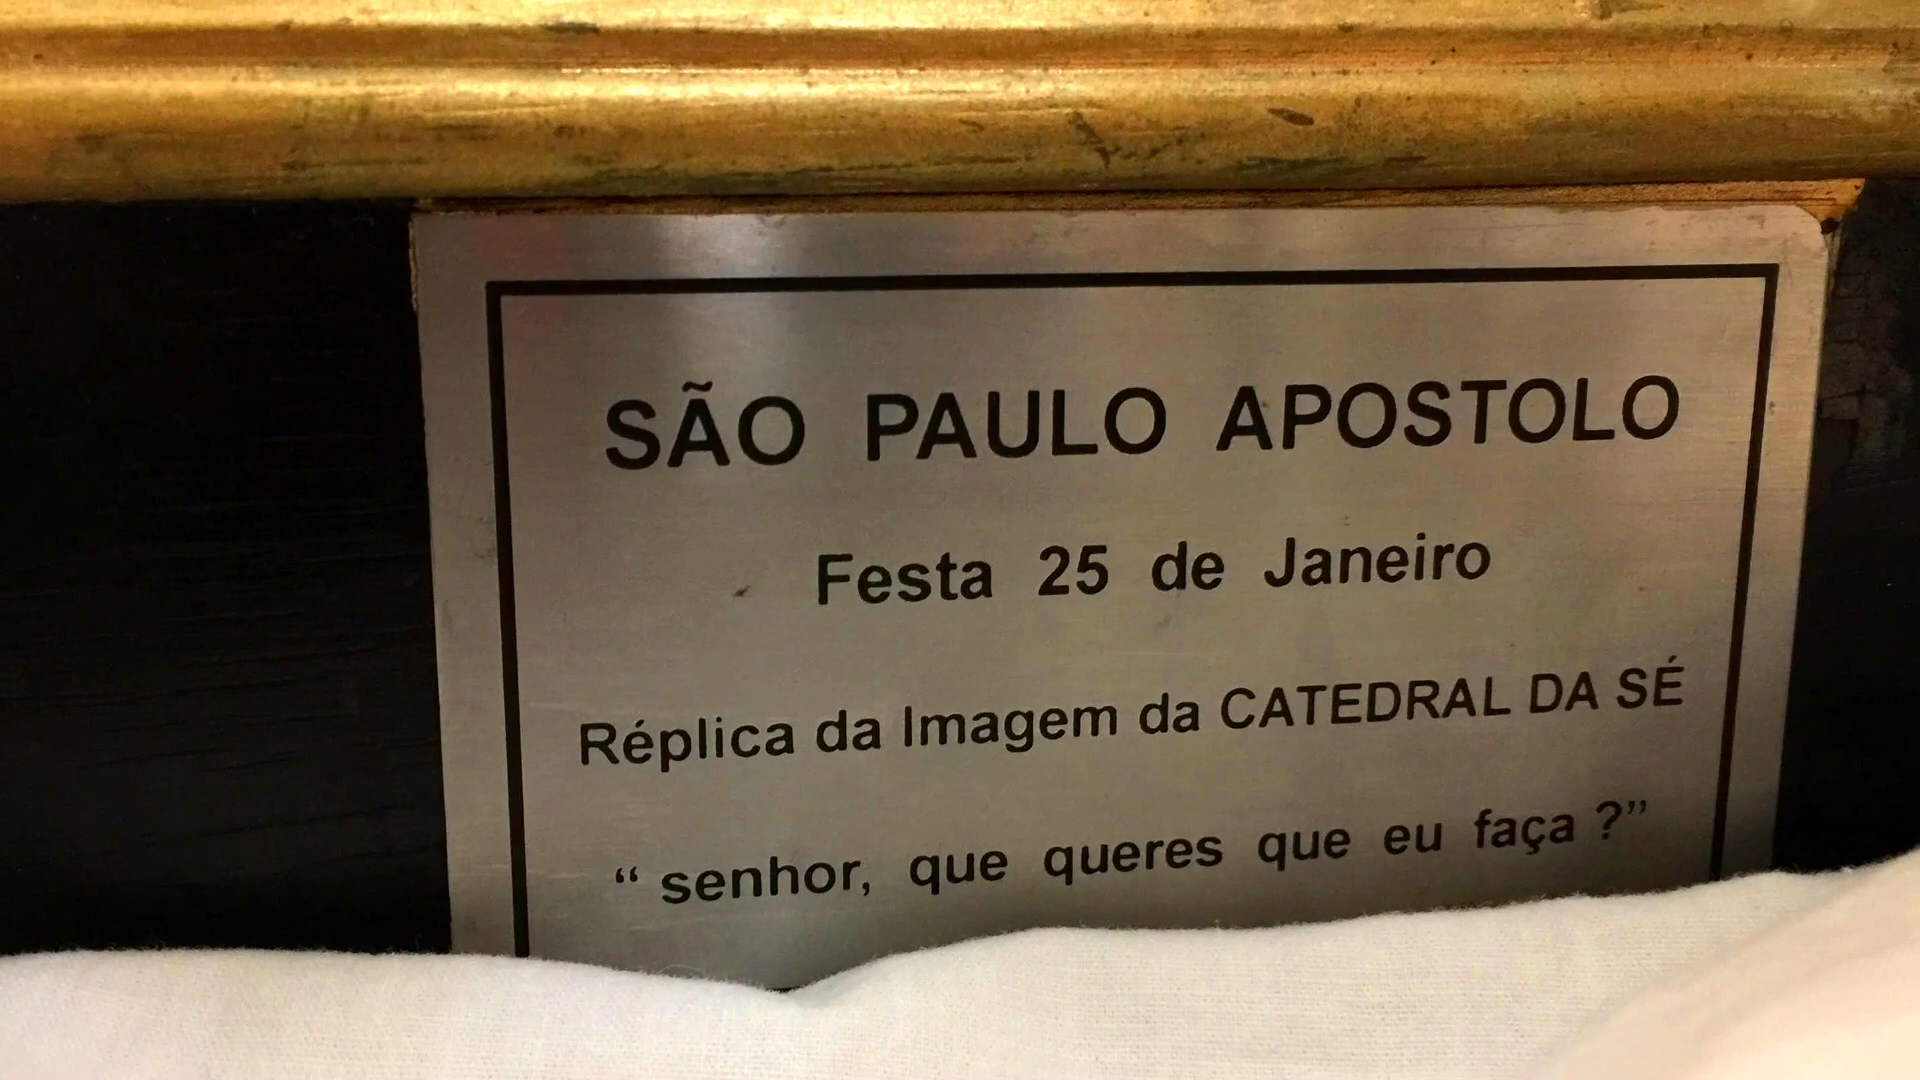 SÃO PAULO APOSTOLO
Festa 25 de Janeiro
Réplica da Imagem da CATEDRAL DA SÉ
“ senhor, que queres que eu faça ?”